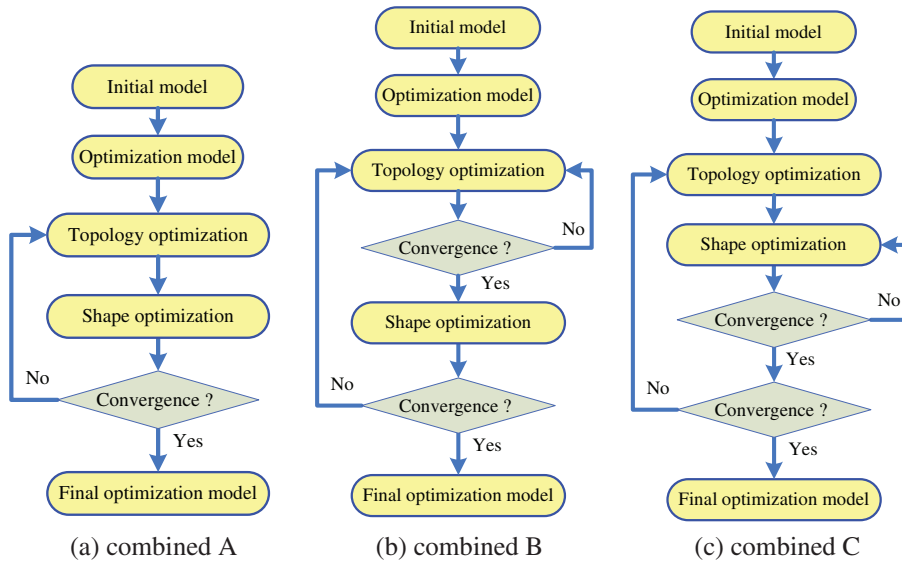 Initial model
Optimization model
Topology optimization
Shape optimization
No
Convergence ?
Yes
Final optimization model
(a) combined A
Initial model
Optimization model
Topology optimization
No
Convergence ?
Yes
Shape optimization
No
Convergence ?
Yes
Final optimization model
(b) combined B
Initial model
Optimization model
Topology optimization
Shape optimization
No
Convergence ?
Yes
No
Convergence ?
Yes
Final optimization model
(c) combined C